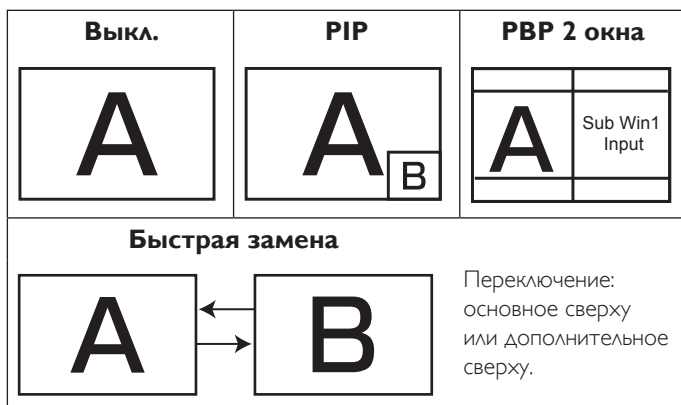 Выкл.
PIP
PBP 2 окна
A
A
B
A
Sub Win1
Input
Быстрая замена
A
B
Переключение:
основное сверху
или дополнительное
сверху.